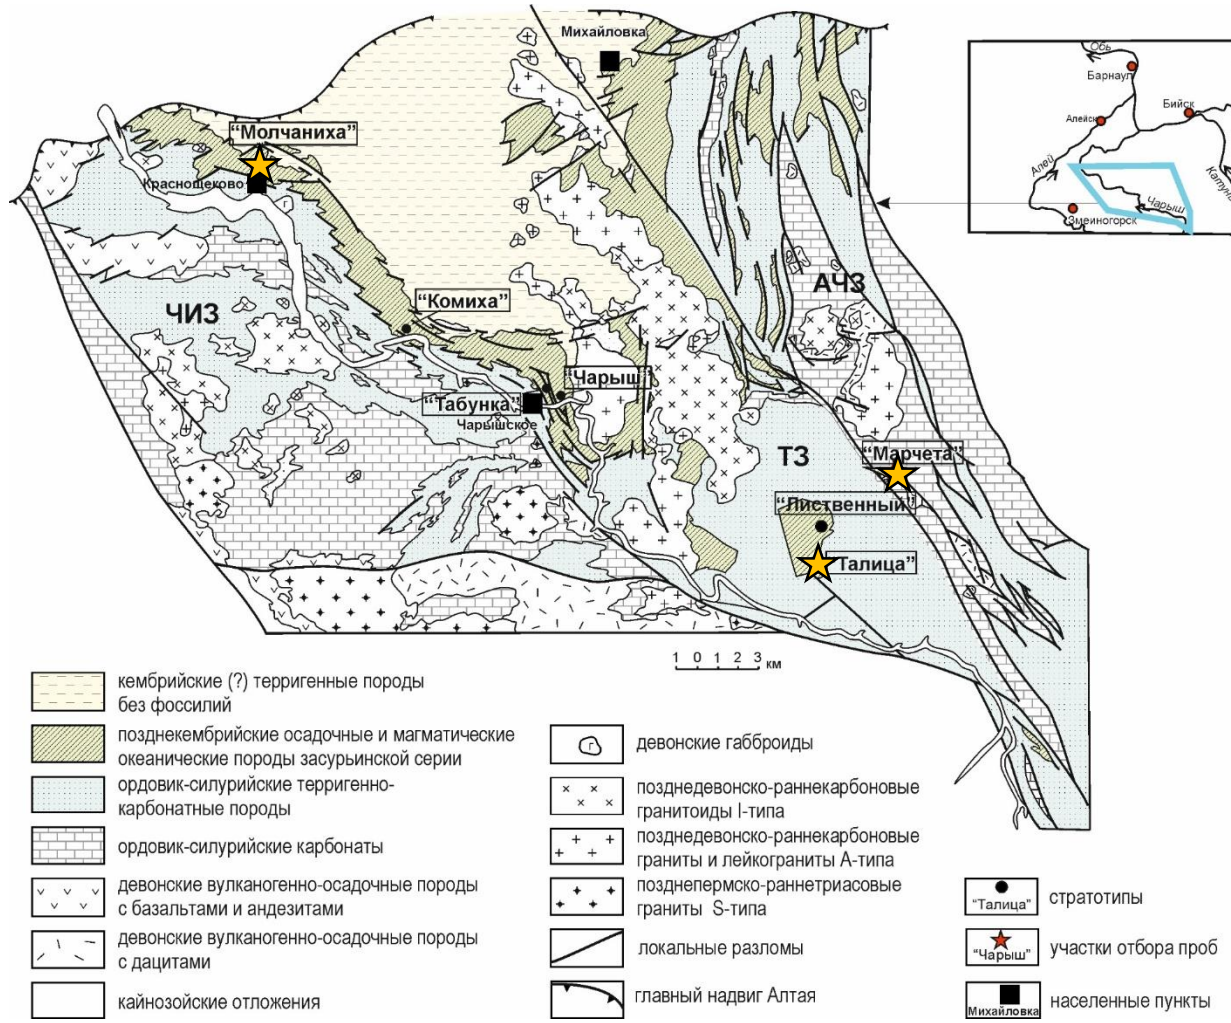 Михайловка
"Молчаниха"
Краснощеково
г
"Комиха"
ЧИЗ
АЧЗ
"Чарыш"
"Табунка"
Чарышское
ТЗ
"Марчета"
"Лиственный"
"Талица"
1 0 1 2 3 км
Обь
Барнаул
Бийск
Алейск
Алей
Катунь
Чарыш
Змеиногорск
кембрийские (?) терригенные породы
без фоссилий
позднекембрийские осадочные и магматические
океанические породы засурьинской серии
ордовик-силурийские терригенно-
карбонатные породы
ордовик-силурийские карбонаты
девонские вулканогенно-осадочные породы
с базальтами и андезитами
девонские вулканогенно-осадочные породы
с дацитами
кайнозойские отложения
г
девонские габброиды
позднедевонско-раннекарбоновые
гранитоиды I-типа
позднедевонско-раннекарбоновые
граниты и лейкограниты А-типа
позднепермско-раннетриасовые
граниты S-типа
локальные разломы
главный надвиг Алтая
"Талица"
стратотипы
"Чарыш"
участки отбора проб
Михайловка
населенные пункты